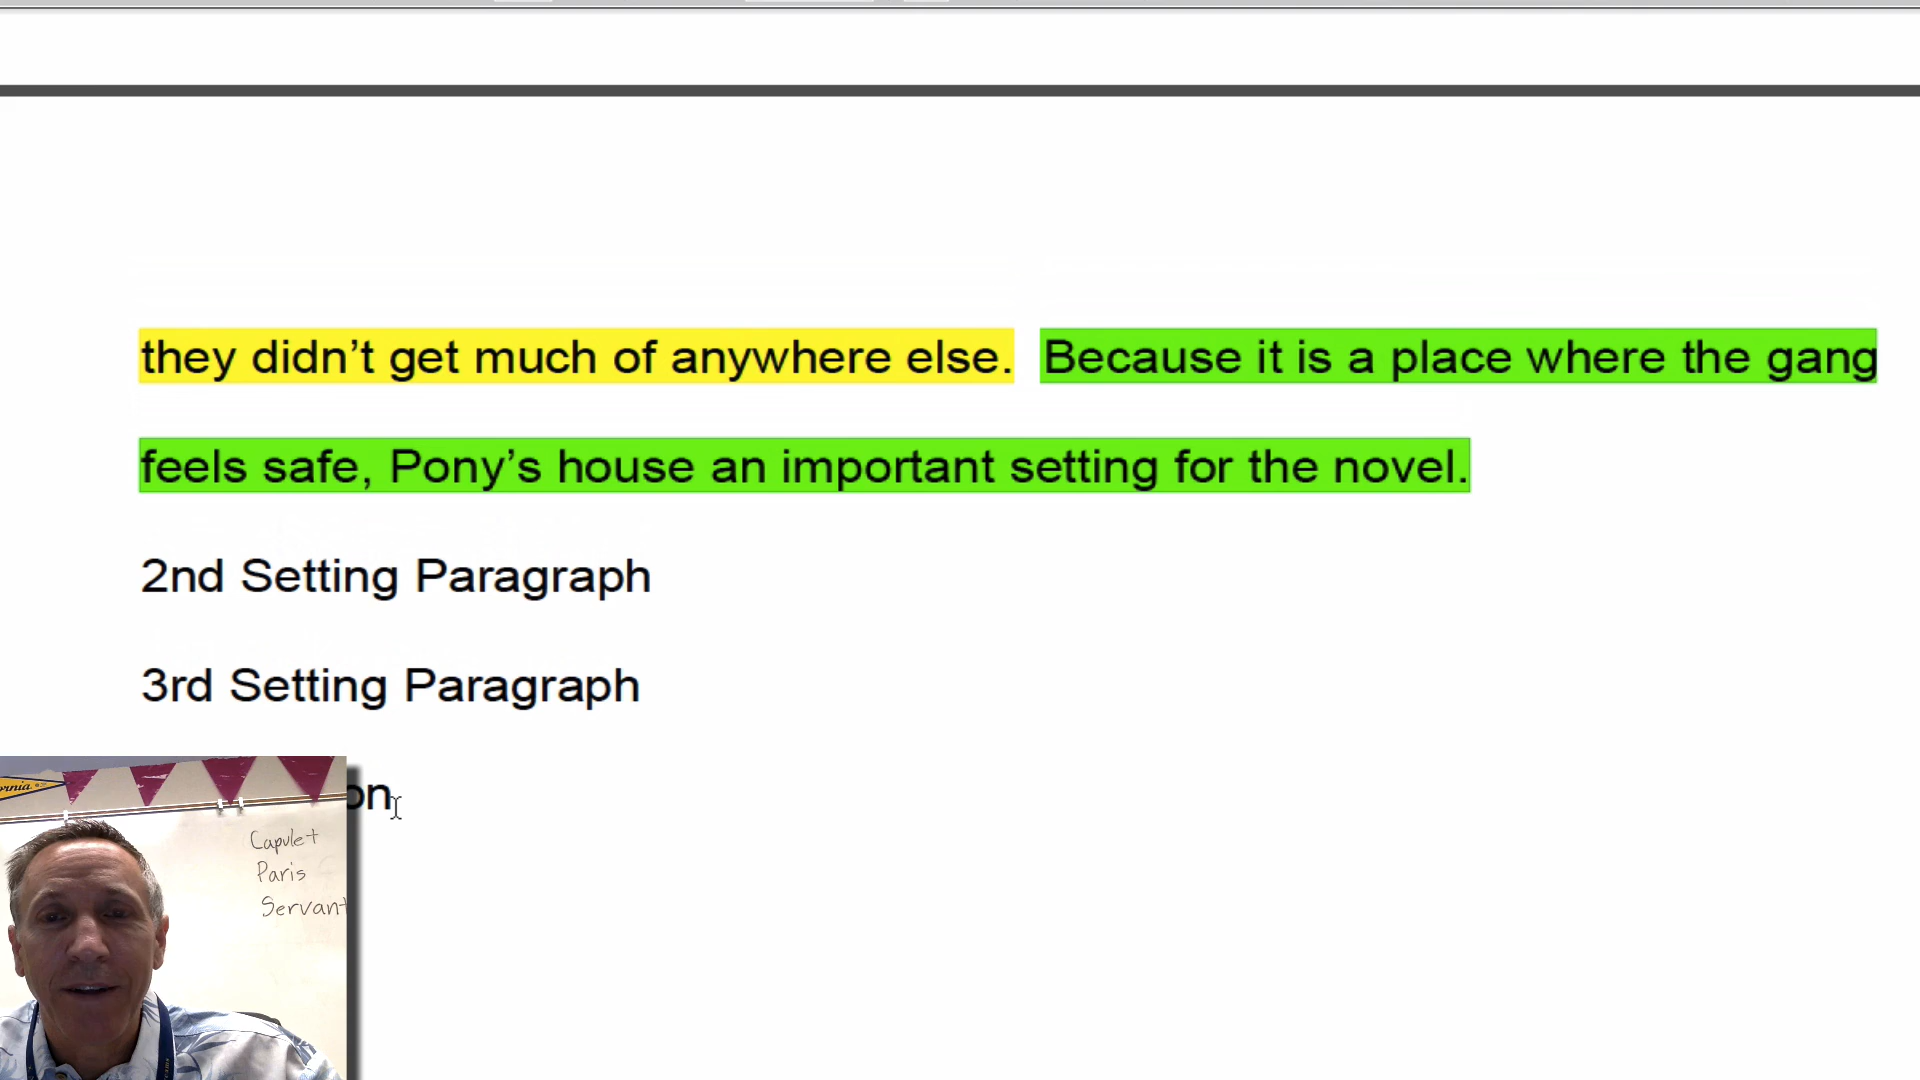 they didn’t get much of anywhere else. Because it is a place where the gang
feels safe, Pony’s house an important setting for the novel.
2nd Setting Paragraph
3rd Setting Paragraph
on
Capulet
Paris
Servant